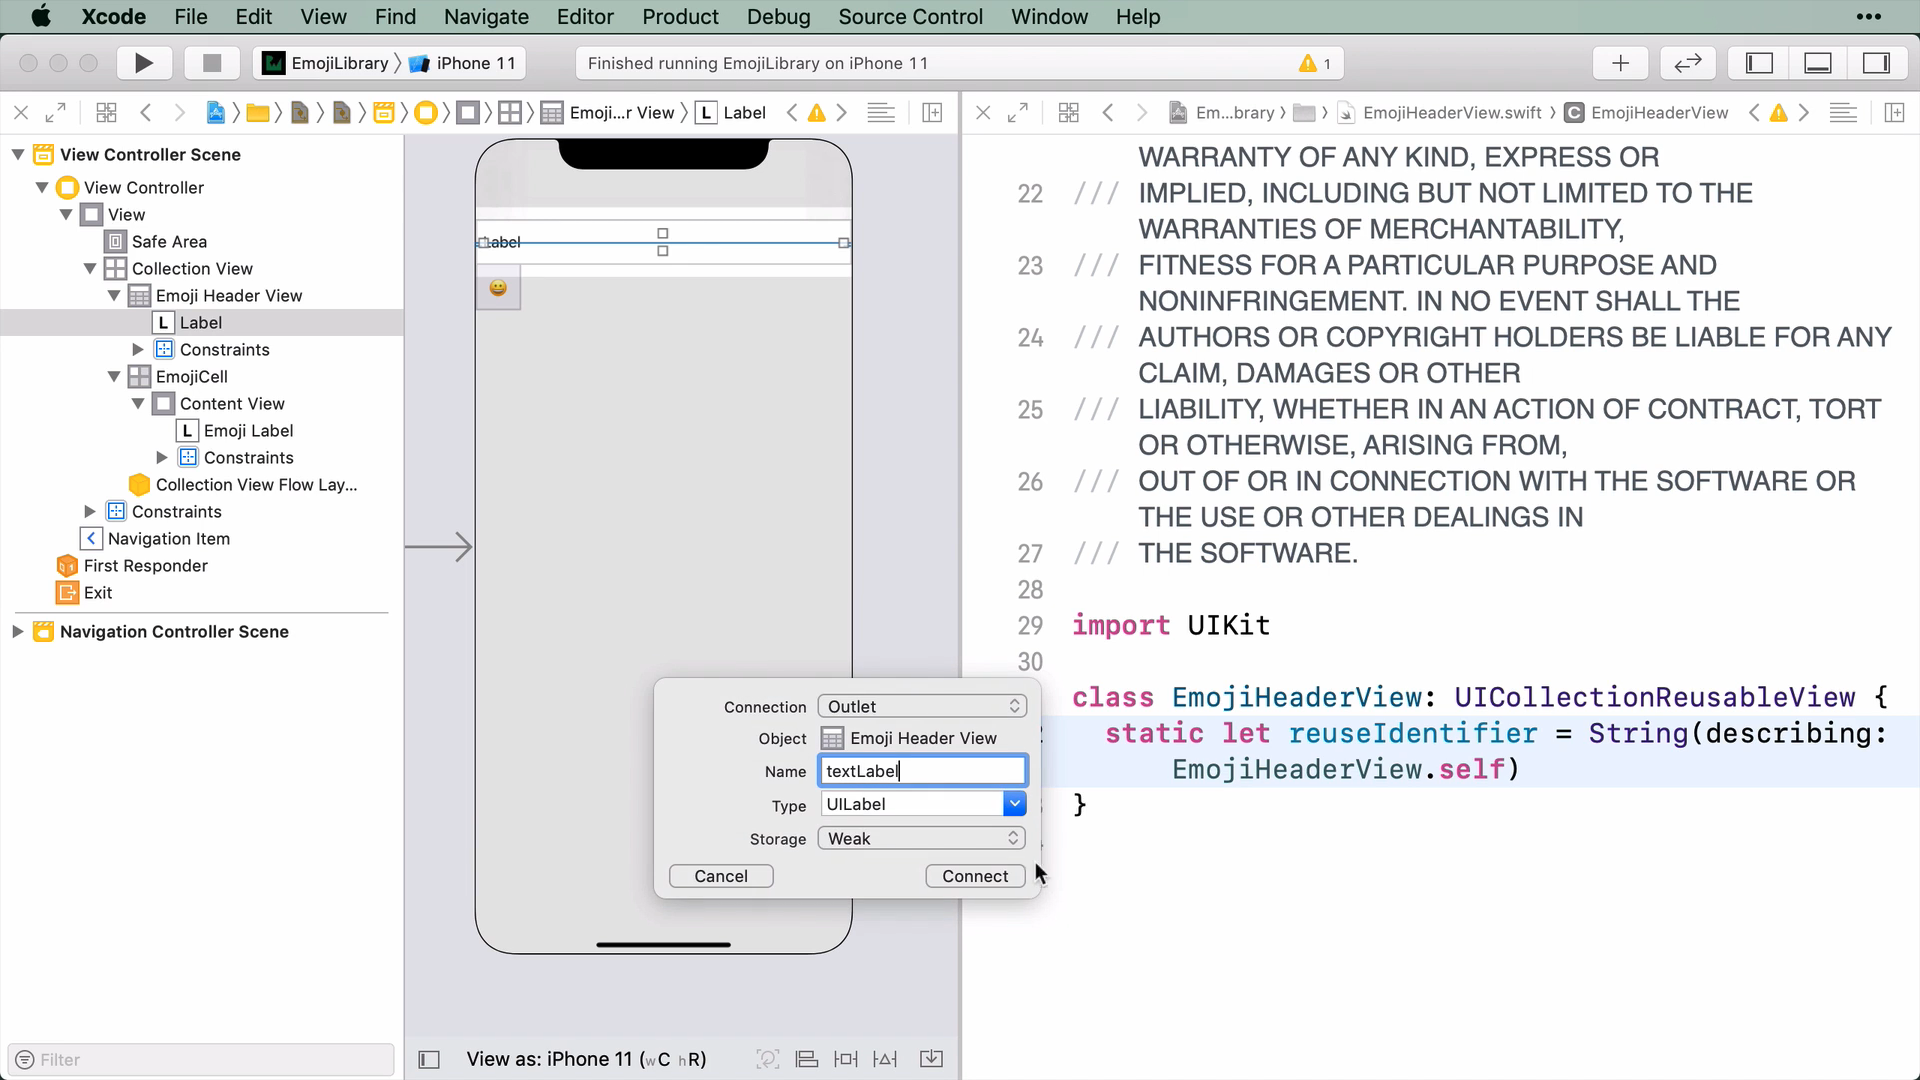 Xcode File Edit View Find Navigate Editor Product Debug Source Control Window Help •••
EmojiLibrary 〉 iPhone 11
Finished running EmojiLibrary on iPhone 11
1
Emoji...r View 〉 L Label
Em...brary 〉 EmojiHeaderView.swift 〉 C EmojiHeaderView
View Controller Scene
View Controller
View
Safe Area
Collection View
Emoji Header View
L Label
Constraints
EmojiCell
Content View
L Emoji Label
Constraints
Collection View Flow Lay...
Constraints
Navigation Item
First Responder
Exit
Navigation Controller Scene
Filter
Label
😀
View as: iPhone 11 (wC hR)
Connection Outlet
Object Emoji Header View
Name textLabel
Type UILabel
Storage Weak
Cancel Connect
WARRANTY OF ANY KIND, EXPRESS OR
22 /// IMPLIED, INCLUDING BUT NOT LIMITED TO THE
WARRANTIES OF MERCHANTABILITY,
23 /// FITNESS FOR A PARTICULAR PURPOSE AND
NONINFRINGEMENT. IN NO EVENT SHALL THE
24 /// AUTHORS OR COPYRIGHT HOLDERS BE LIABLE FOR ANY
CLAIM, DAMAGES OR OTHER
25 /// LIABILITY, WHETHER IN AN ACTION OF CONTRACT, TORT
OR OTHERWISE, ARISING FROM,
26 /// OUT OF OR IN CONNECTION WITH THE SOFTWARE OR
THE USE OR OTHER DEALINGS IN
27 /// THE SOFTWARE.
28
29 import UIKit
30
class EmojiHeaderView: UICollectionReusableView {
static let reuseIdentifier = String(describing:
EmojiHeaderView.self)
}